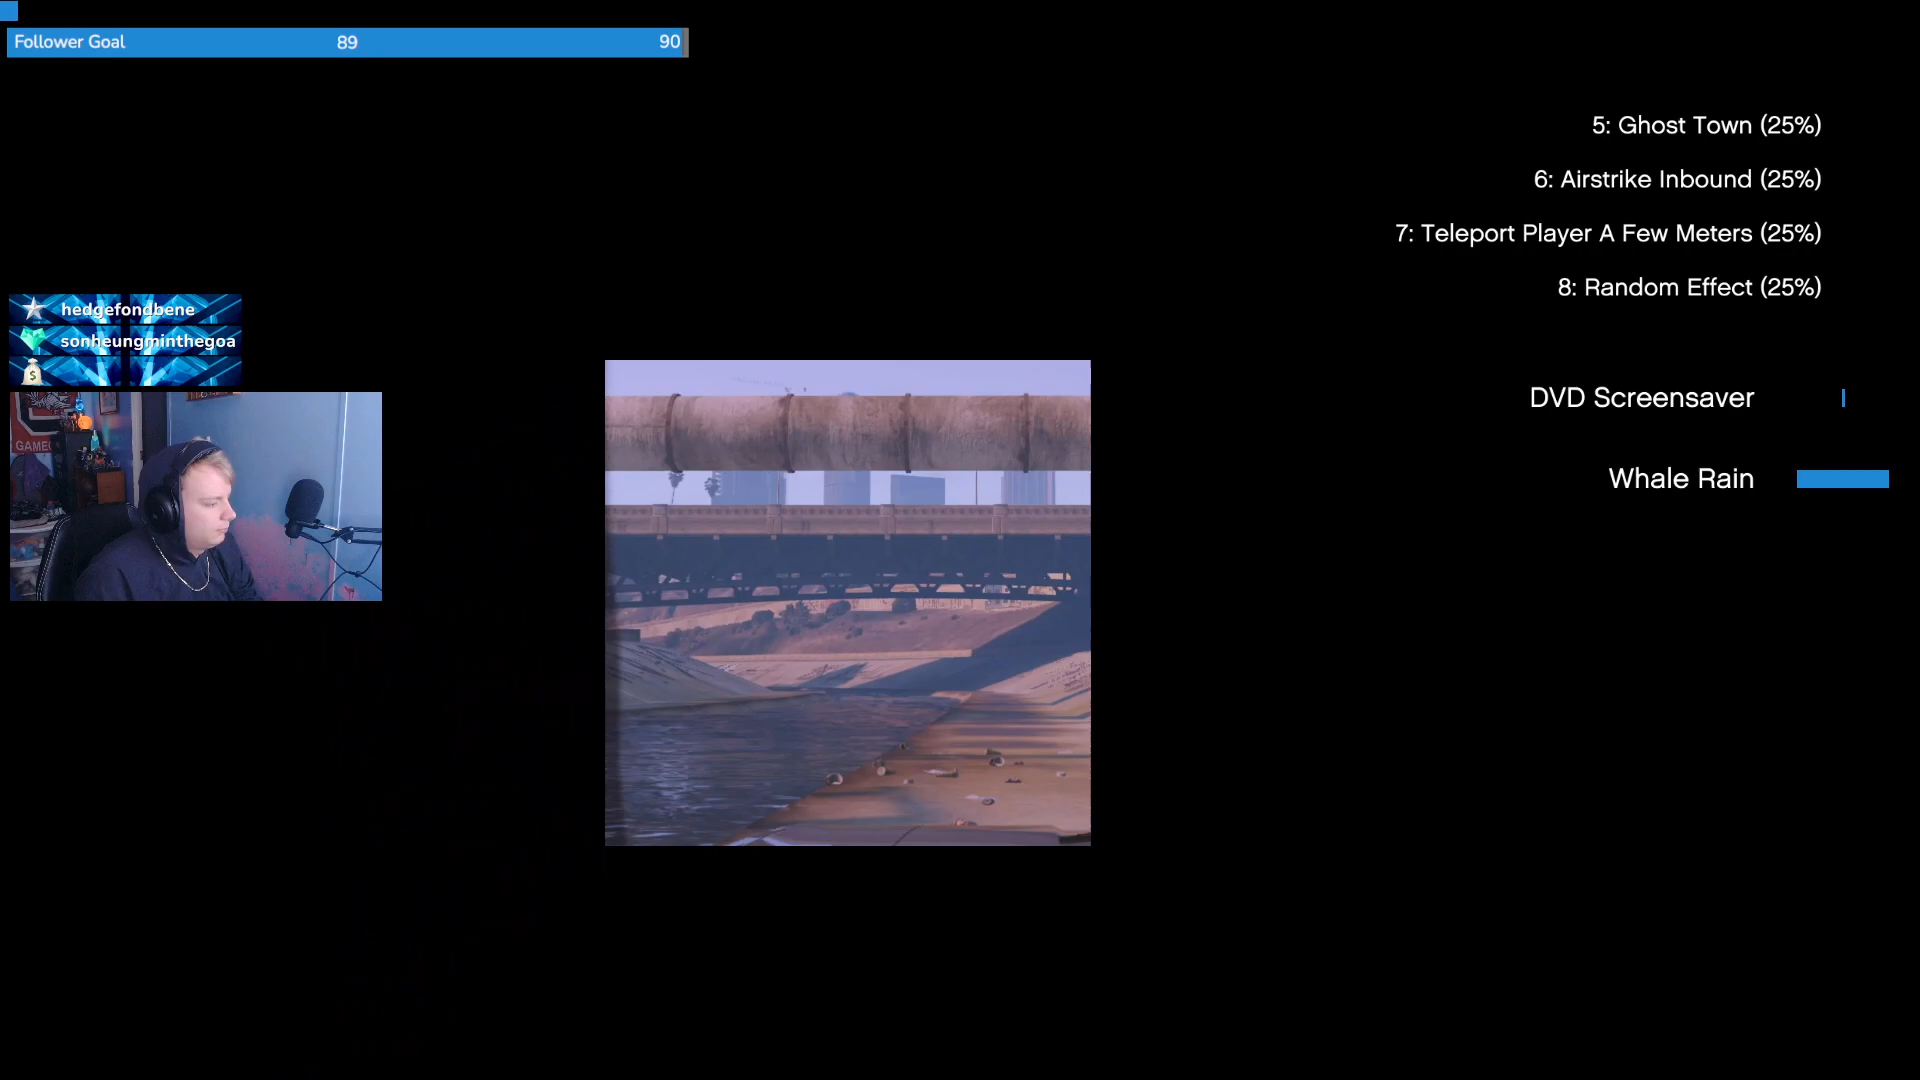 Follower Goal 89 90
5: Ghost Town (25%)
6: Airstrike Inbound (25%)
7: Teleport Player A Few Meters (25%)
8: Random Effect (25%)
hedgefondbene
sonheungminthegoa
DVD Screensaver
Whale Rain
GAMEC